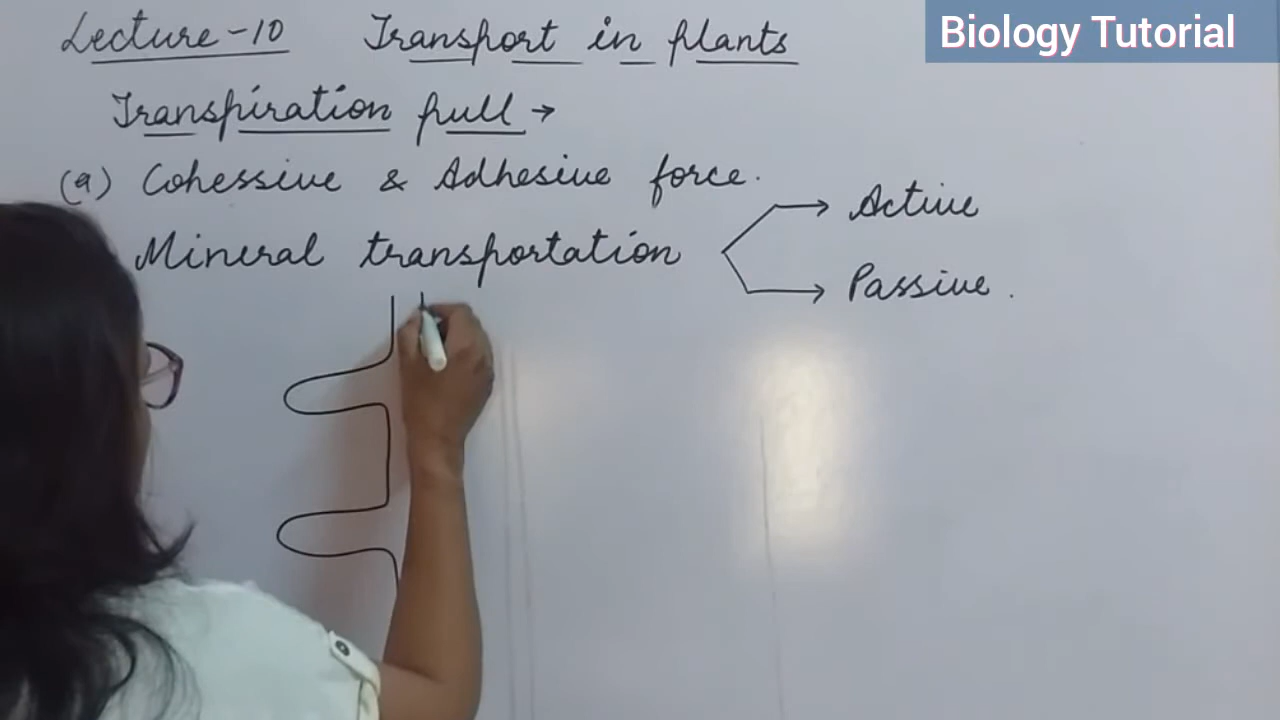 Lecture-10 Transport in plants
Biology Tutorial
Transpiration pull →
(a) Cohessive & Adhesive force.
Mineral transportation → Active
→ Passive.